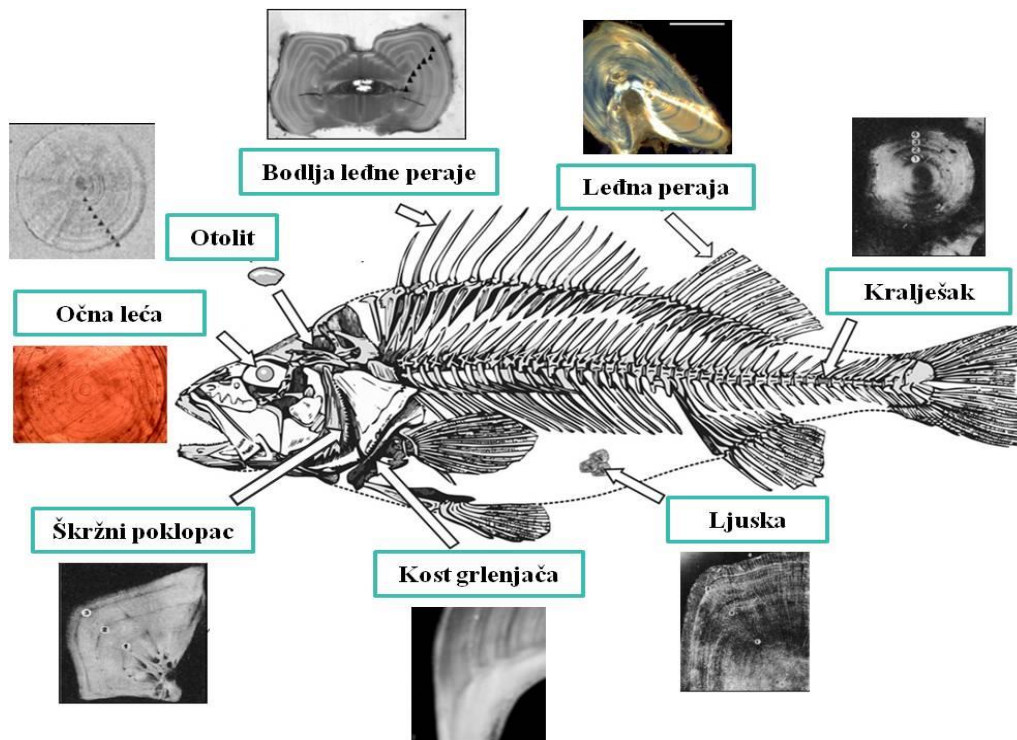 Bodlja leđne peraje
Leđna peraja
Otolit
Kralješak
Očna leća
Škržni poklopac
Ljuska
Kost grlenjača